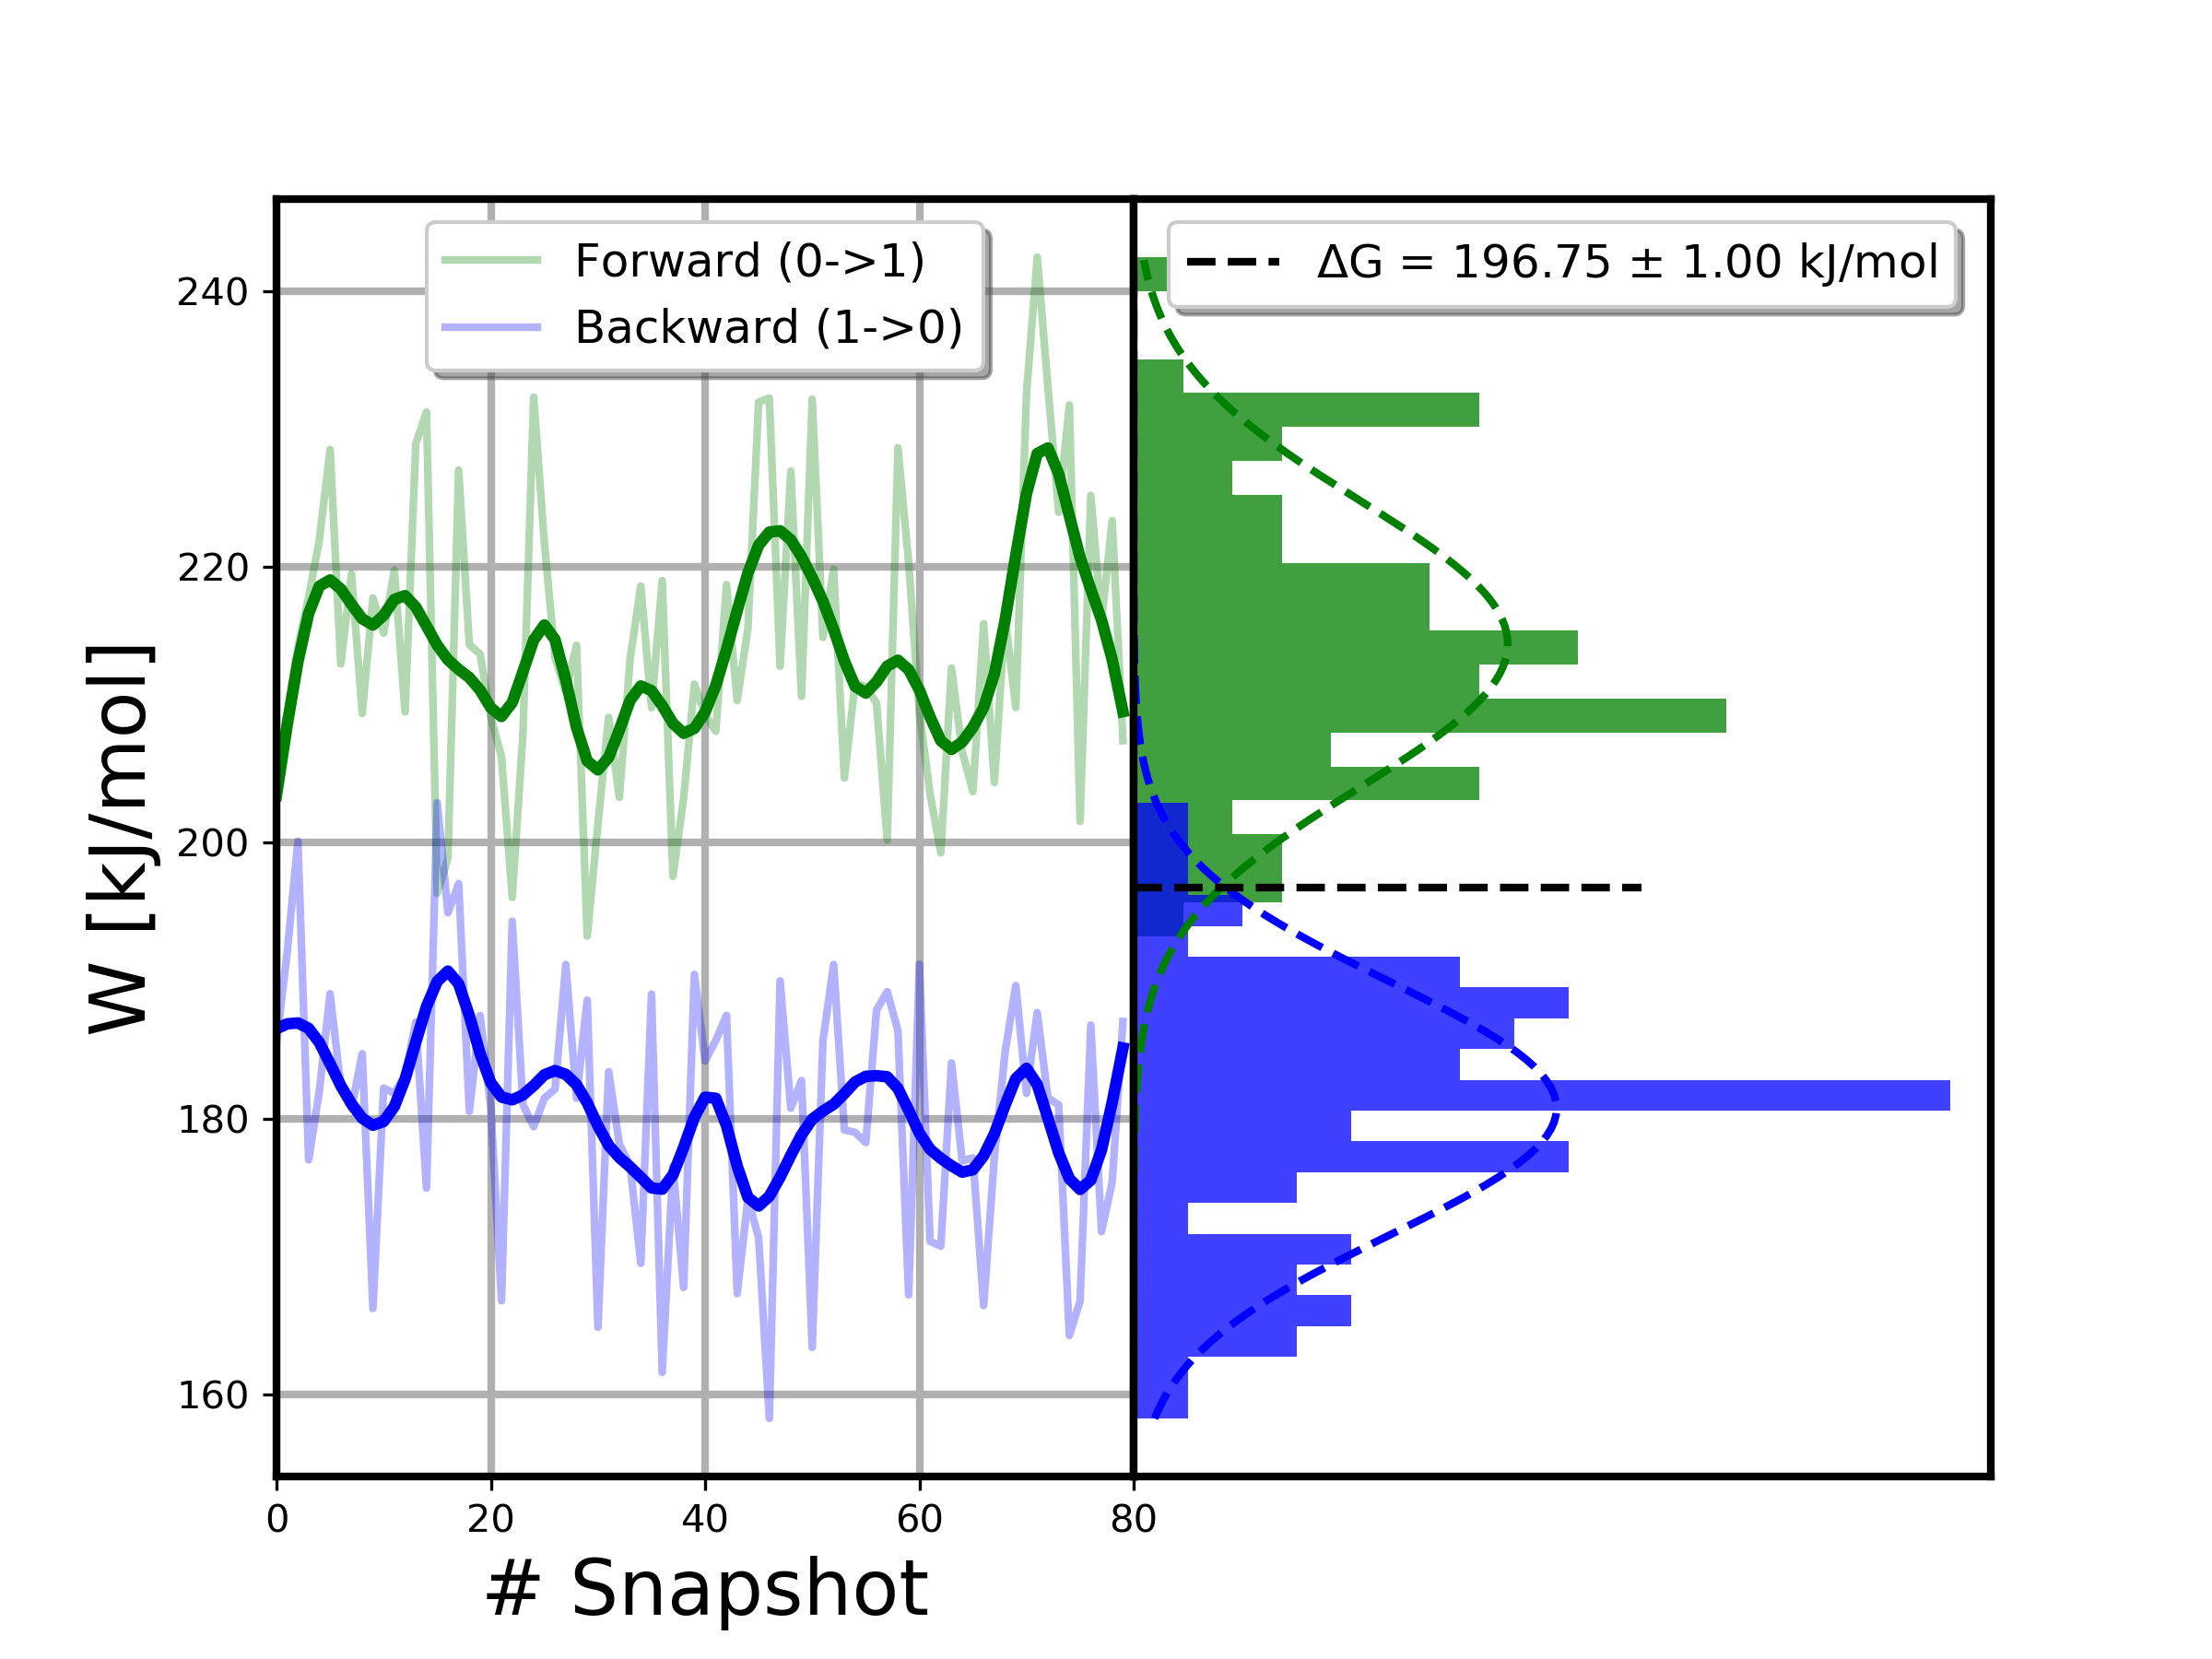 Forward (0->1)
Backward (1->0)
ΔG = 196.75 ± 1.00 kJ/mol
W [kJ/mol]
240
220
200
180
160
0 20 40 60 80
# Snapshot